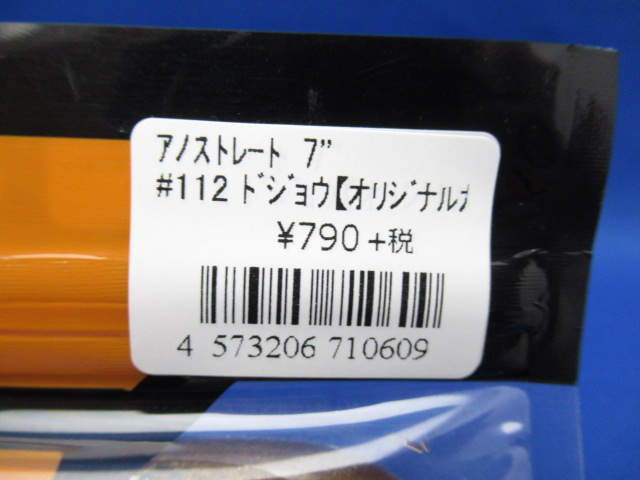 ｱﾉｽﾄﾚｰﾄ 7"
#112 ﾄﾞｼﾞｮｳ【ｵﾘｼﾞﾅﾙｶ
¥790+税
4 573206 710609